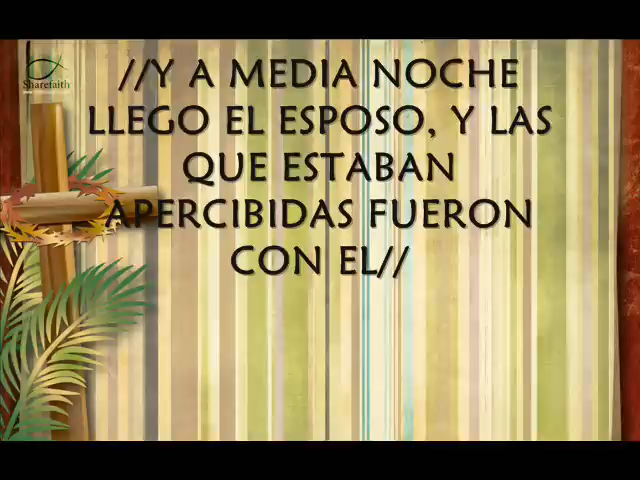 Sharefaith
//Y A MEDIA NOCHE
LLEGO EL ESPOSO, Y LAS
QUE ESTABAN
APERCIBIDAS FUERON
CON EL//